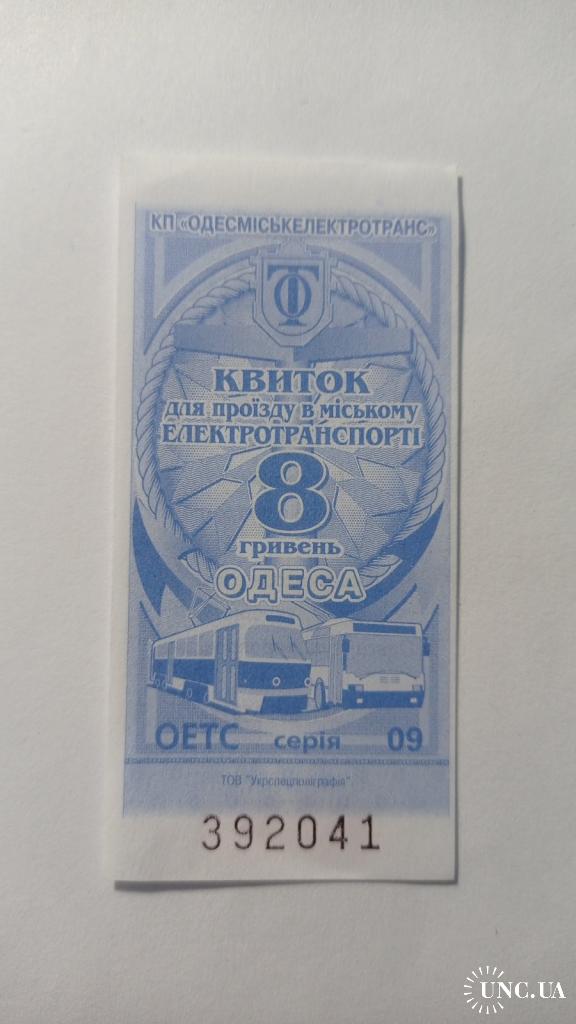 КП «ОДЕСМІСЬКЕЛЕКТРОТРАНС»
КВИТОК
для проїзду в міському
ЕЛЕКТРОТРАНСПОРТІ
8
гривень
ОДЕСА
ОЕТС серія 09
ТОВ "Укрспецполіграфія".
392041
UNC.UA